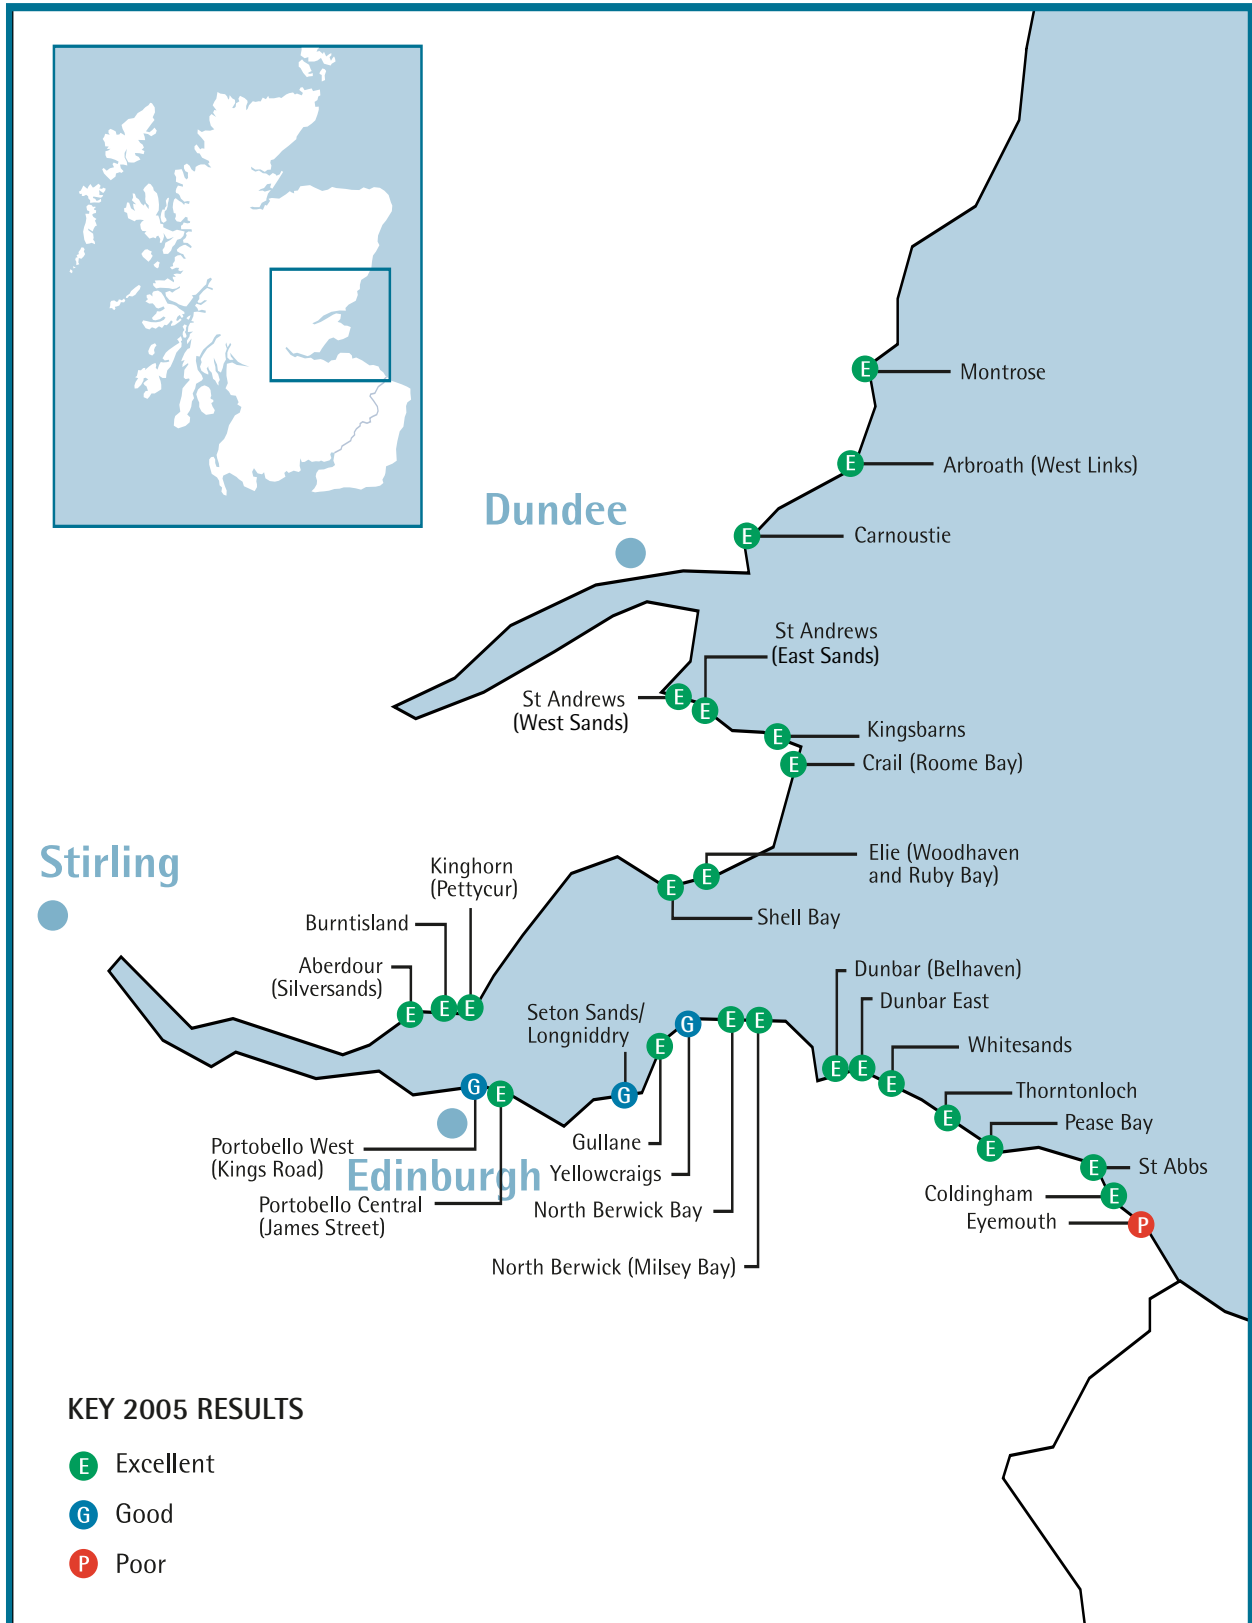 E
Montrose
E
Arbroath (West Links)
Dundee
E
Carnoustie
St Andrews
(East Sands)
St Andrews
(West Sands)
E
E
E
Kingsbarns
E
Crail (Roome Bay)
Stirling
Kinghorn
(Pettycur)
Elie (Woodhaven
and Ruby Bay)
E
E
Shell Bay
Burntisland
Aberdour
(Silversands)
E
E
E
Seton Sands/
Longniddry
Dunbar (Belhaven)
Dunbar East
Whitesands
Thorntonloch
Pease Bay
St Abbs
G
E
G
E
G
E
E
E
E
E
E
E
E
E
P
Portobello West
(Kings Road)
Edinburgh
Portobello Central
(James Street)
Gullane
Yellowcraigs
North Berwick Bay
North Berwick (Milsey Bay)
Coldingham
Eyemouth
KEY 2005 RESULTS
E Excellent
G Good
P Poor